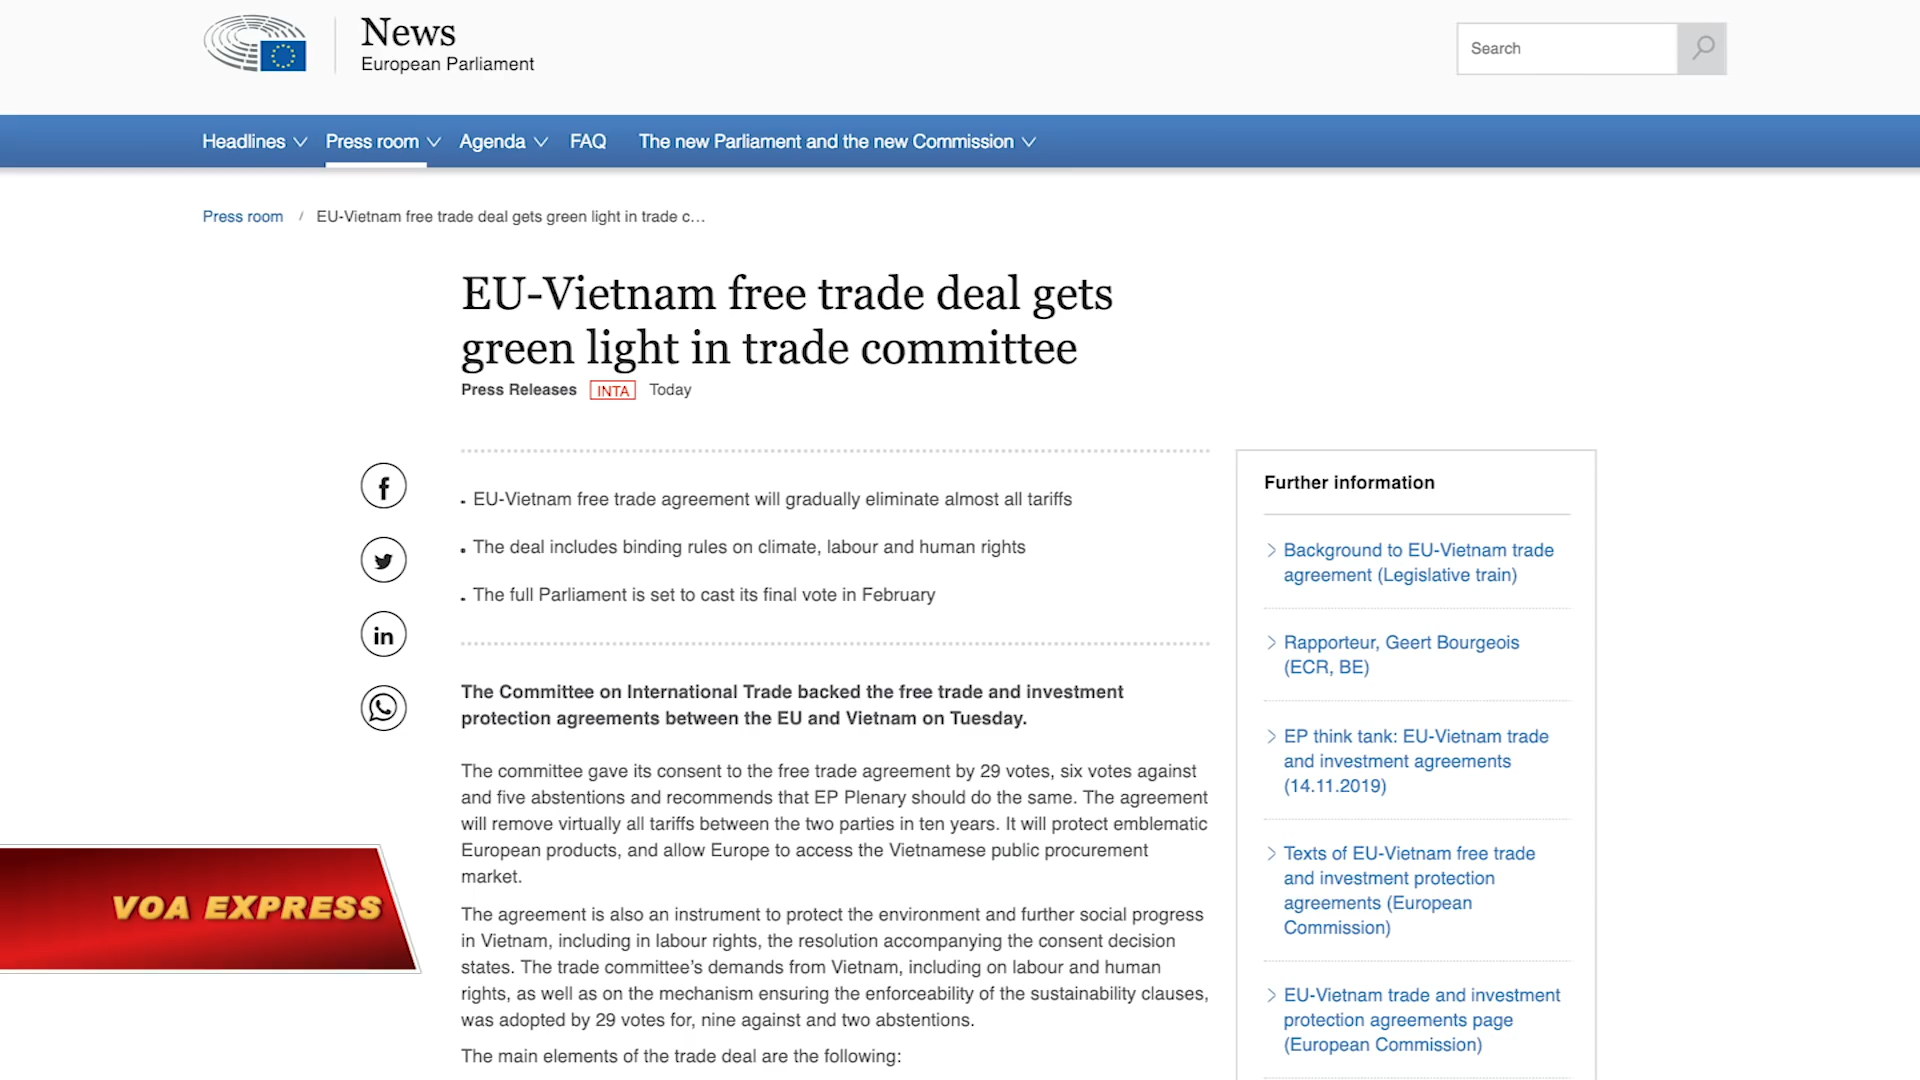 News
European Parliament
Search
Headlines
Press room
Agenda
FAQ
The new Parliament and the new Commission
Press room / EU-Vietnam free trade deal gets green light in trade c...
EU-Vietnam free trade deal gets
green light in trade committee
Press Releases INTA Today
. EU-Vietnam free trade agreement will gradually eliminate almost all tariffs
. The deal includes binding rules on climate, labour and human rights
. The full Parliament is set to cast its final vote in February
The Committee on International Trade backed the free trade and investment
protection agreements between the EU and Vietnam on Tuesday.
The committee gave its consent to the free trade agreement by 29 votes, six votes against
and five abstentions and recommends that EP Plenary should do the same. The agreement
will remove virtually all tariffs between the two parties in ten years. It will protect emblematic
European products, and allow Europe to access the Vietnamese public procurement
market.
The agreement is also an instrument to protect the environment and further social progress
in Vietnam, including in labour rights, the resolution accompanying the consent decision
states. The trade committee's demands from Vietnam, including on labour and human
rights, as well as on the mechanism ensuring the enforceability of the sustainability clauses,
was adopted by 29 votes for, nine against and two abstentions.
The main elements of the trade deal are the following:
Further information
Background to EU-Vietnam trade
agreement (Legislative train)
Rapporteur, Geert Bourgeois
(ECR, BE)
EP think tank: EU-Vietnam trade
and investment agreements
(14.11.2019)
Texts of EU-Vietnam free trade
and investment protection
agreements (European
Commission)
EU-Vietnam trade and investment
protection agreements page
(European Commission)
VOA EXPRESS